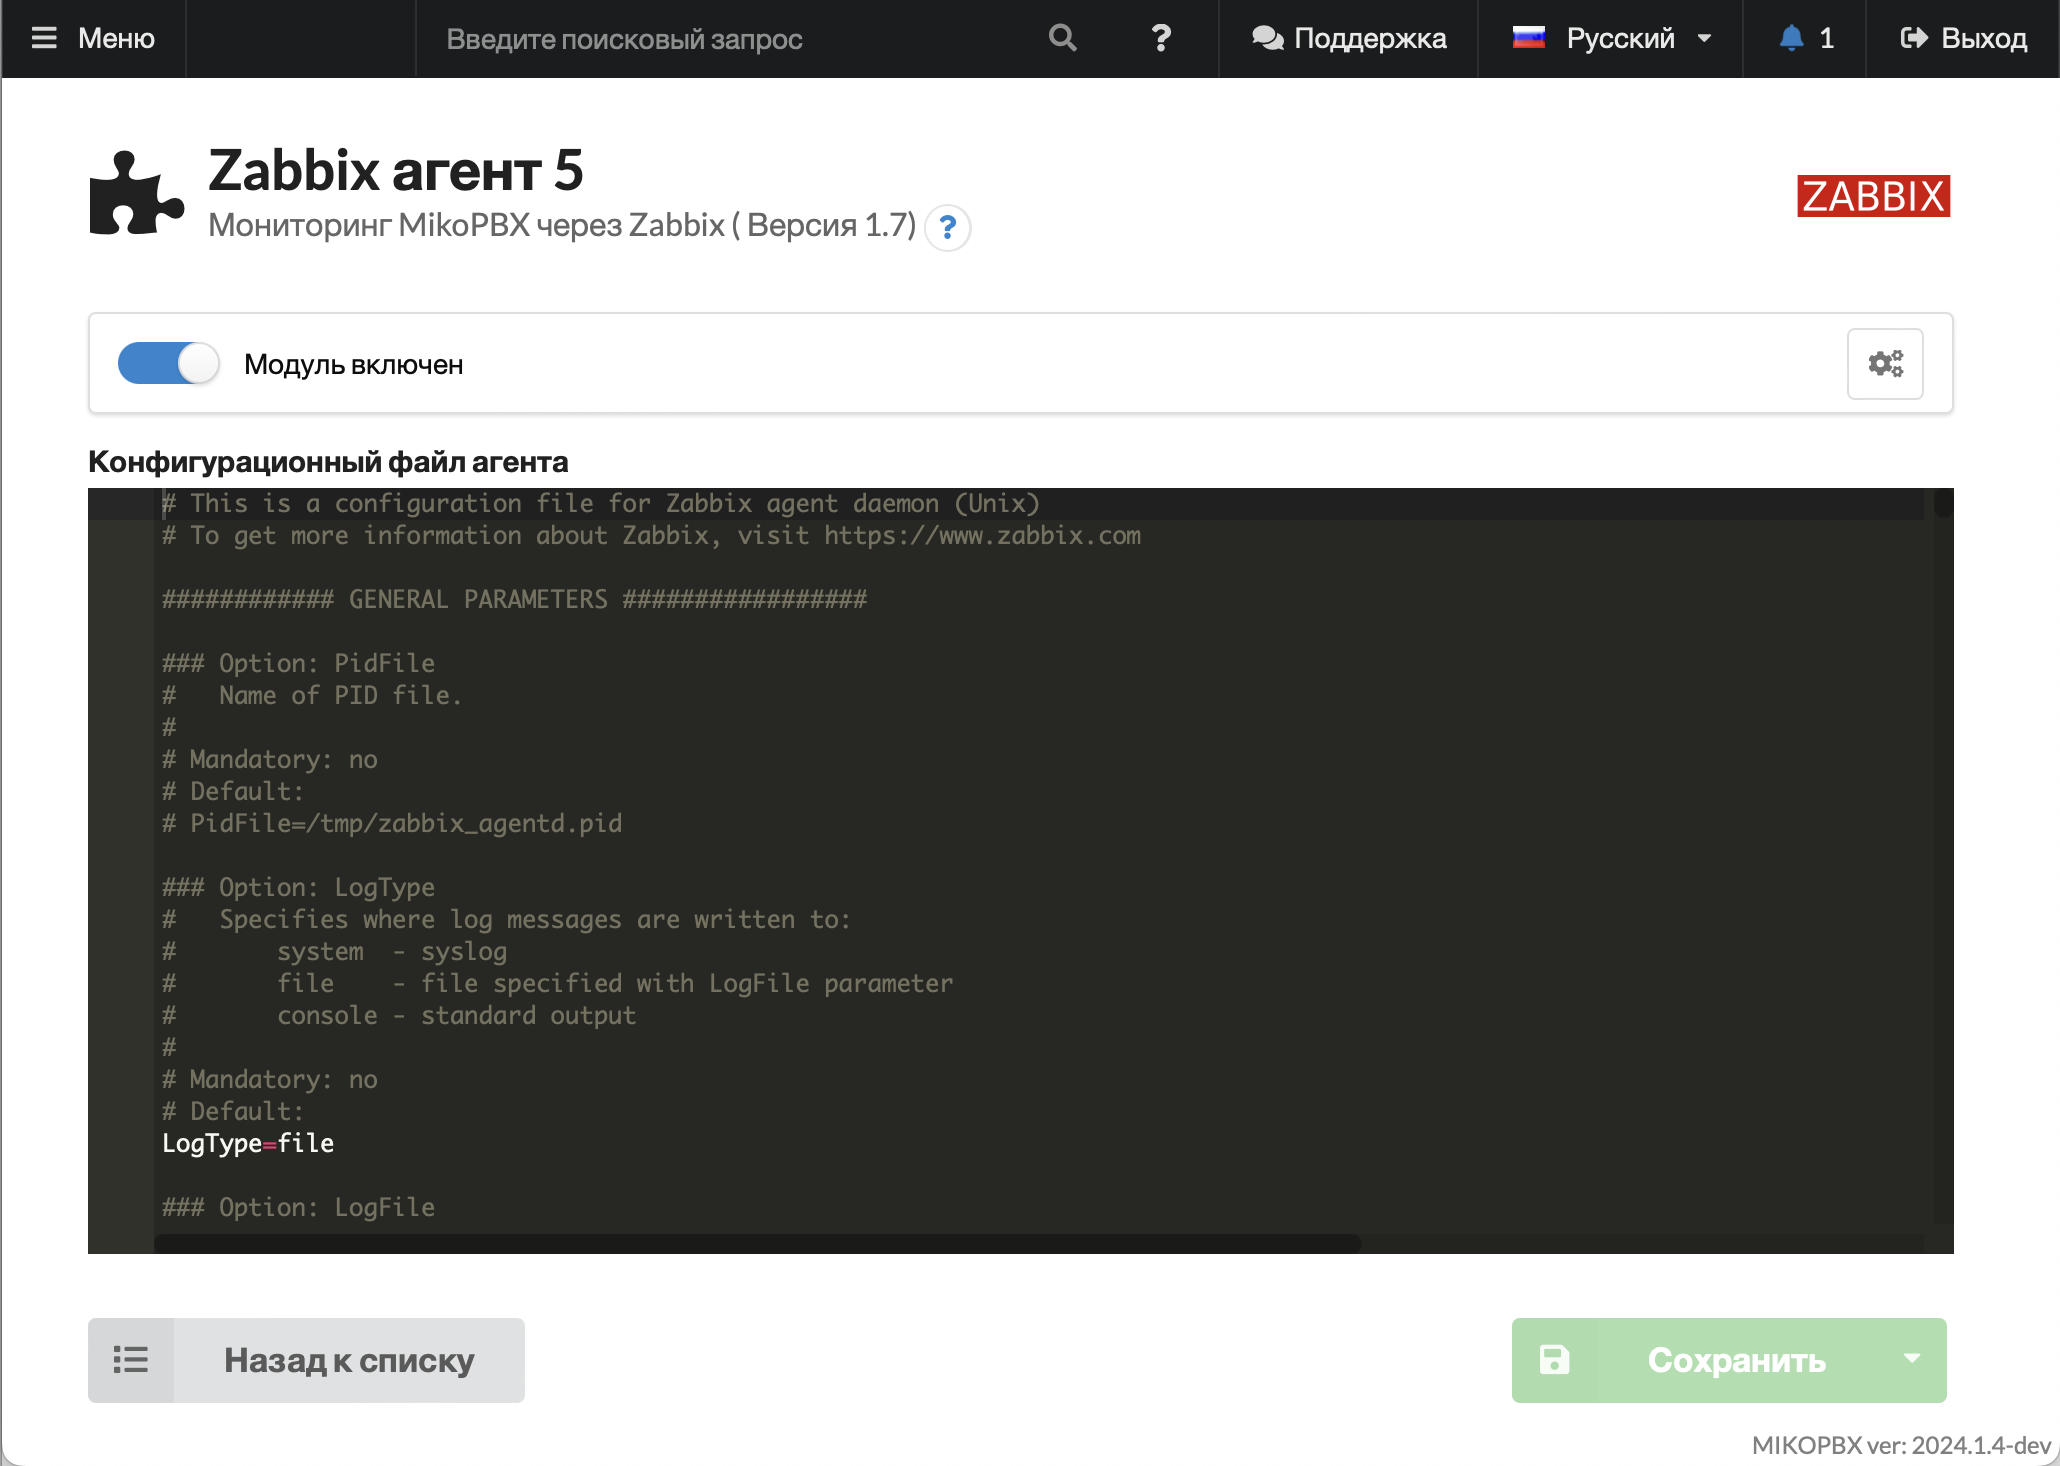 Меню
Введите поисковый запрос
?
Поддержка
Русский
1
Выход
Zabbix агент 5
Мониторинг MikoPBX через Zabbix ( Версия 1.7) ?
ZABBIX
Модуль включен
Конфигурационный файл агента
# This is a configuration file for Zabbix agent daemon (Unix)
# To get more information about Zabbix, visit https://www.zabbix.com
############ GENERAL PARAMETERS #################
### Option: PidFile
#   Name of PID file.
#
# Mandatory: no
# Default:
# PidFile=/tmp/zabbix_agentd.pid
### Option: LogType
#   Specifies where log messages are written to:
#       system  - syslog
#       file    - file specified with LogFile parameter
#       console - standard output
#
# Mandatory: no
# Default:
LogType=file
### Option: LogFile
Назад к списку
Сохранить
MIKOPBX ver: 2024.1.4-dev